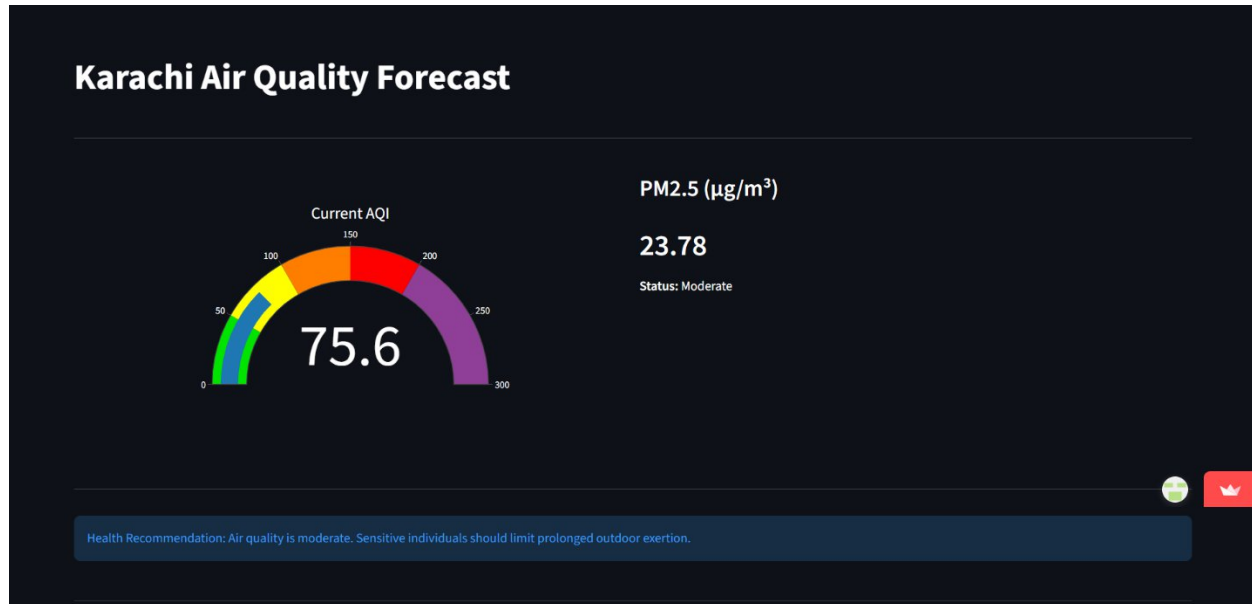 Karachi Air Quality Forecast
Current AQI
0
50
100
150
200
250
300
75.6
PM2.5 (μg/m³)
23.78
Status: Moderate
Health Recommendation: Air quality is moderate. Sensitive individuals should limit prolonged outdoor exertion.